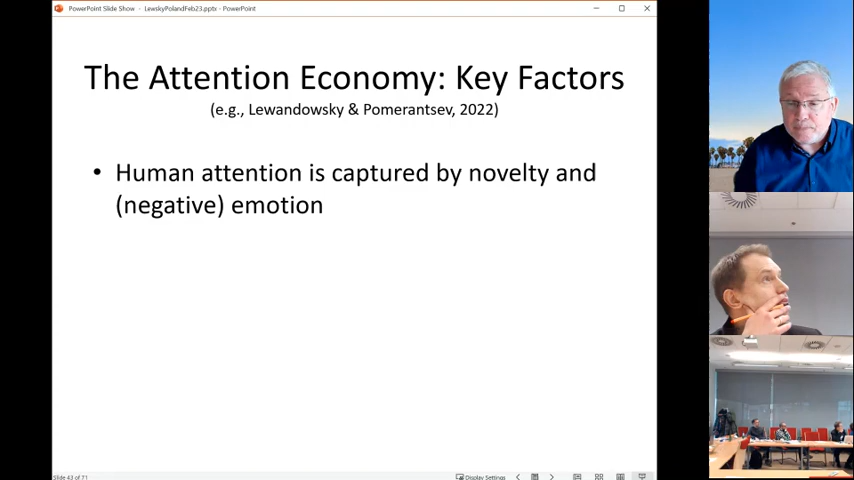 PowerPoint Slide Show - LewskyPolandFeb23.pptx - PowerPoint
The Attention Economy: Key Factors
(e.g., Lewandowsky & Pomerantsev, 2022)
• Human attention is captured by novelty and
(negative) emotion
Slide 43 of 71
Display Settings